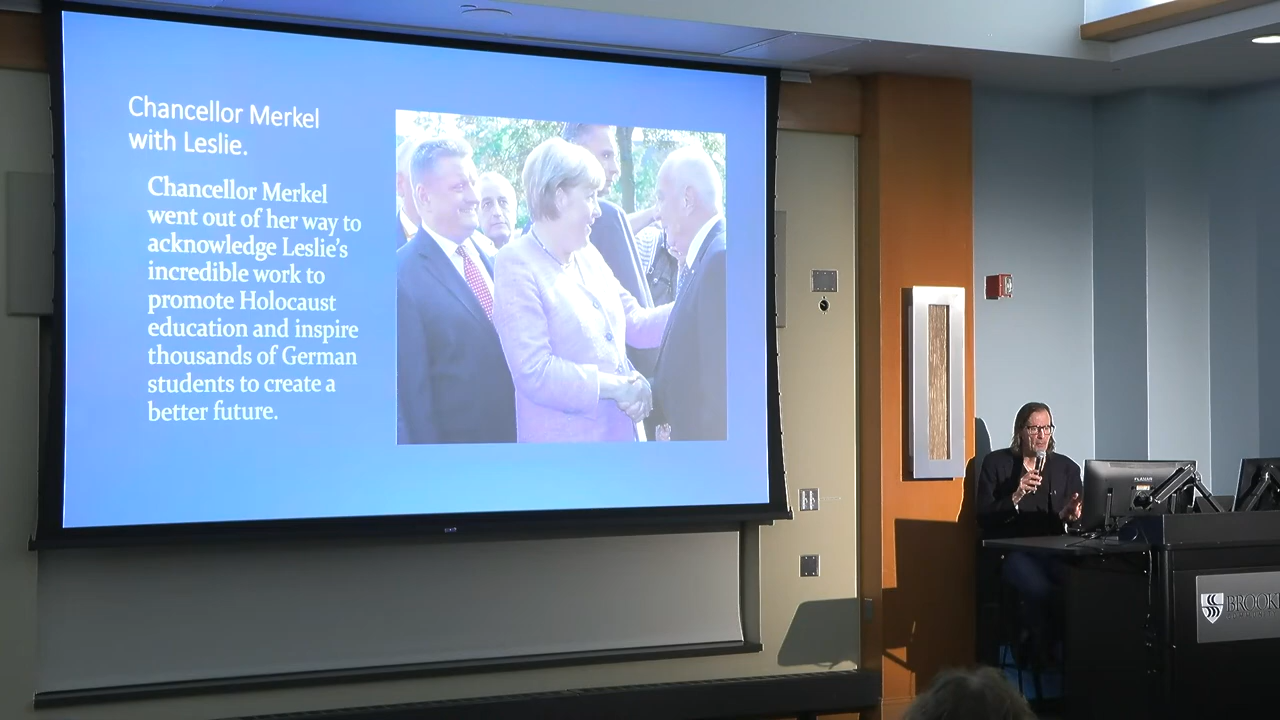 Chancellor Merkel
with Leslie.
Chancellor Merkel
went out of her way to
acknowledge Leslie's
incredible work to
promote Holocaust
education and inspire
thousands of German
students to create a
better future.
PLANAR